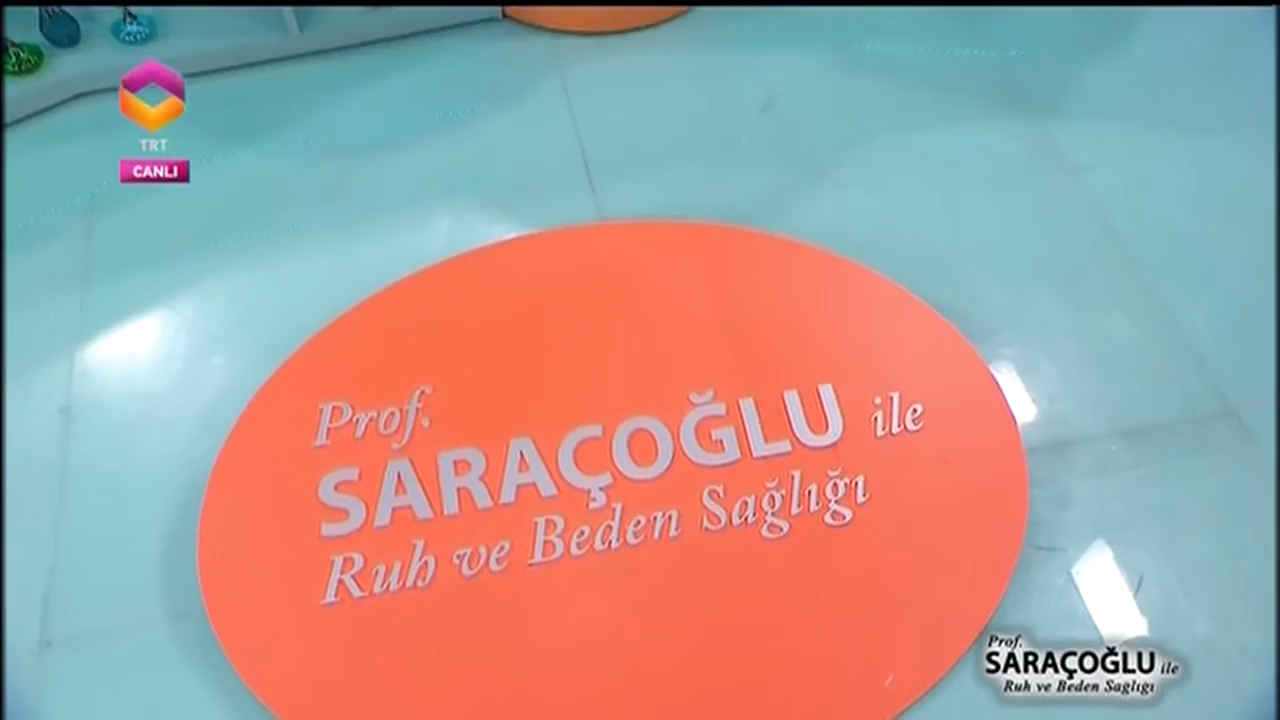 TRT
CANLI
Prof.
SARAÇOĞLU ile
Ruh ve Beden Sağlığı
Prof.
SARAÇOĞLU ile
Ruh ve Beden Sağlığı